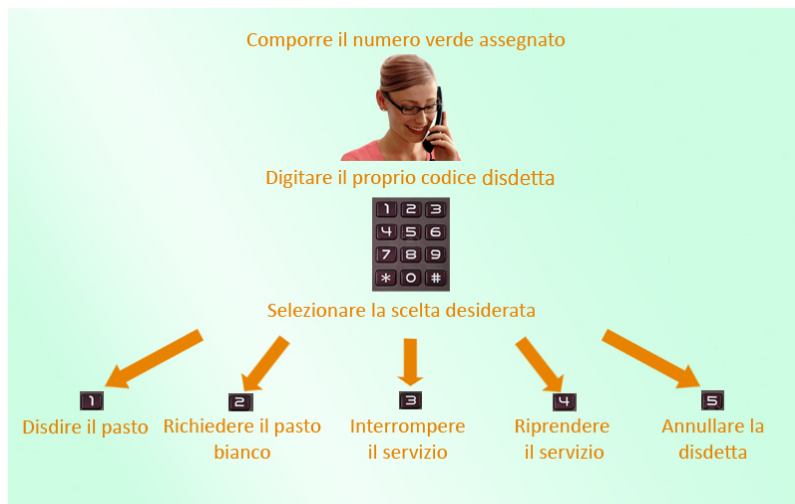 Comporre il numero verde assegnato
Digitare il proprio codice disdetta
1 2 3
4 5 6
7 8 9
* 0 #
Selezionare la scelta desiderata
1
Disdire il pasto
2
Richiedere il pasto
bianco
3
Interrompere
il servizio
4
Riprendere
il servizio
5
Annullare la
disdetta